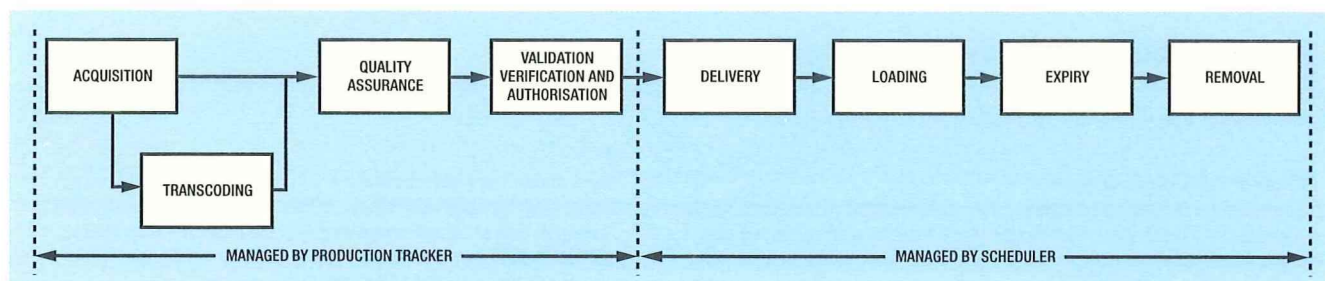 ACQUISITION
TRANSCODING
QUALITY
ASSURANCE
VALIDATION
VERIFICATION AND
AUTHORISATION
DELIVERY
LOADING
EXPIRY
REMOVAL
MANAGED BY PRODUCTION TRACKER
MANAGED BY SCHEDULER